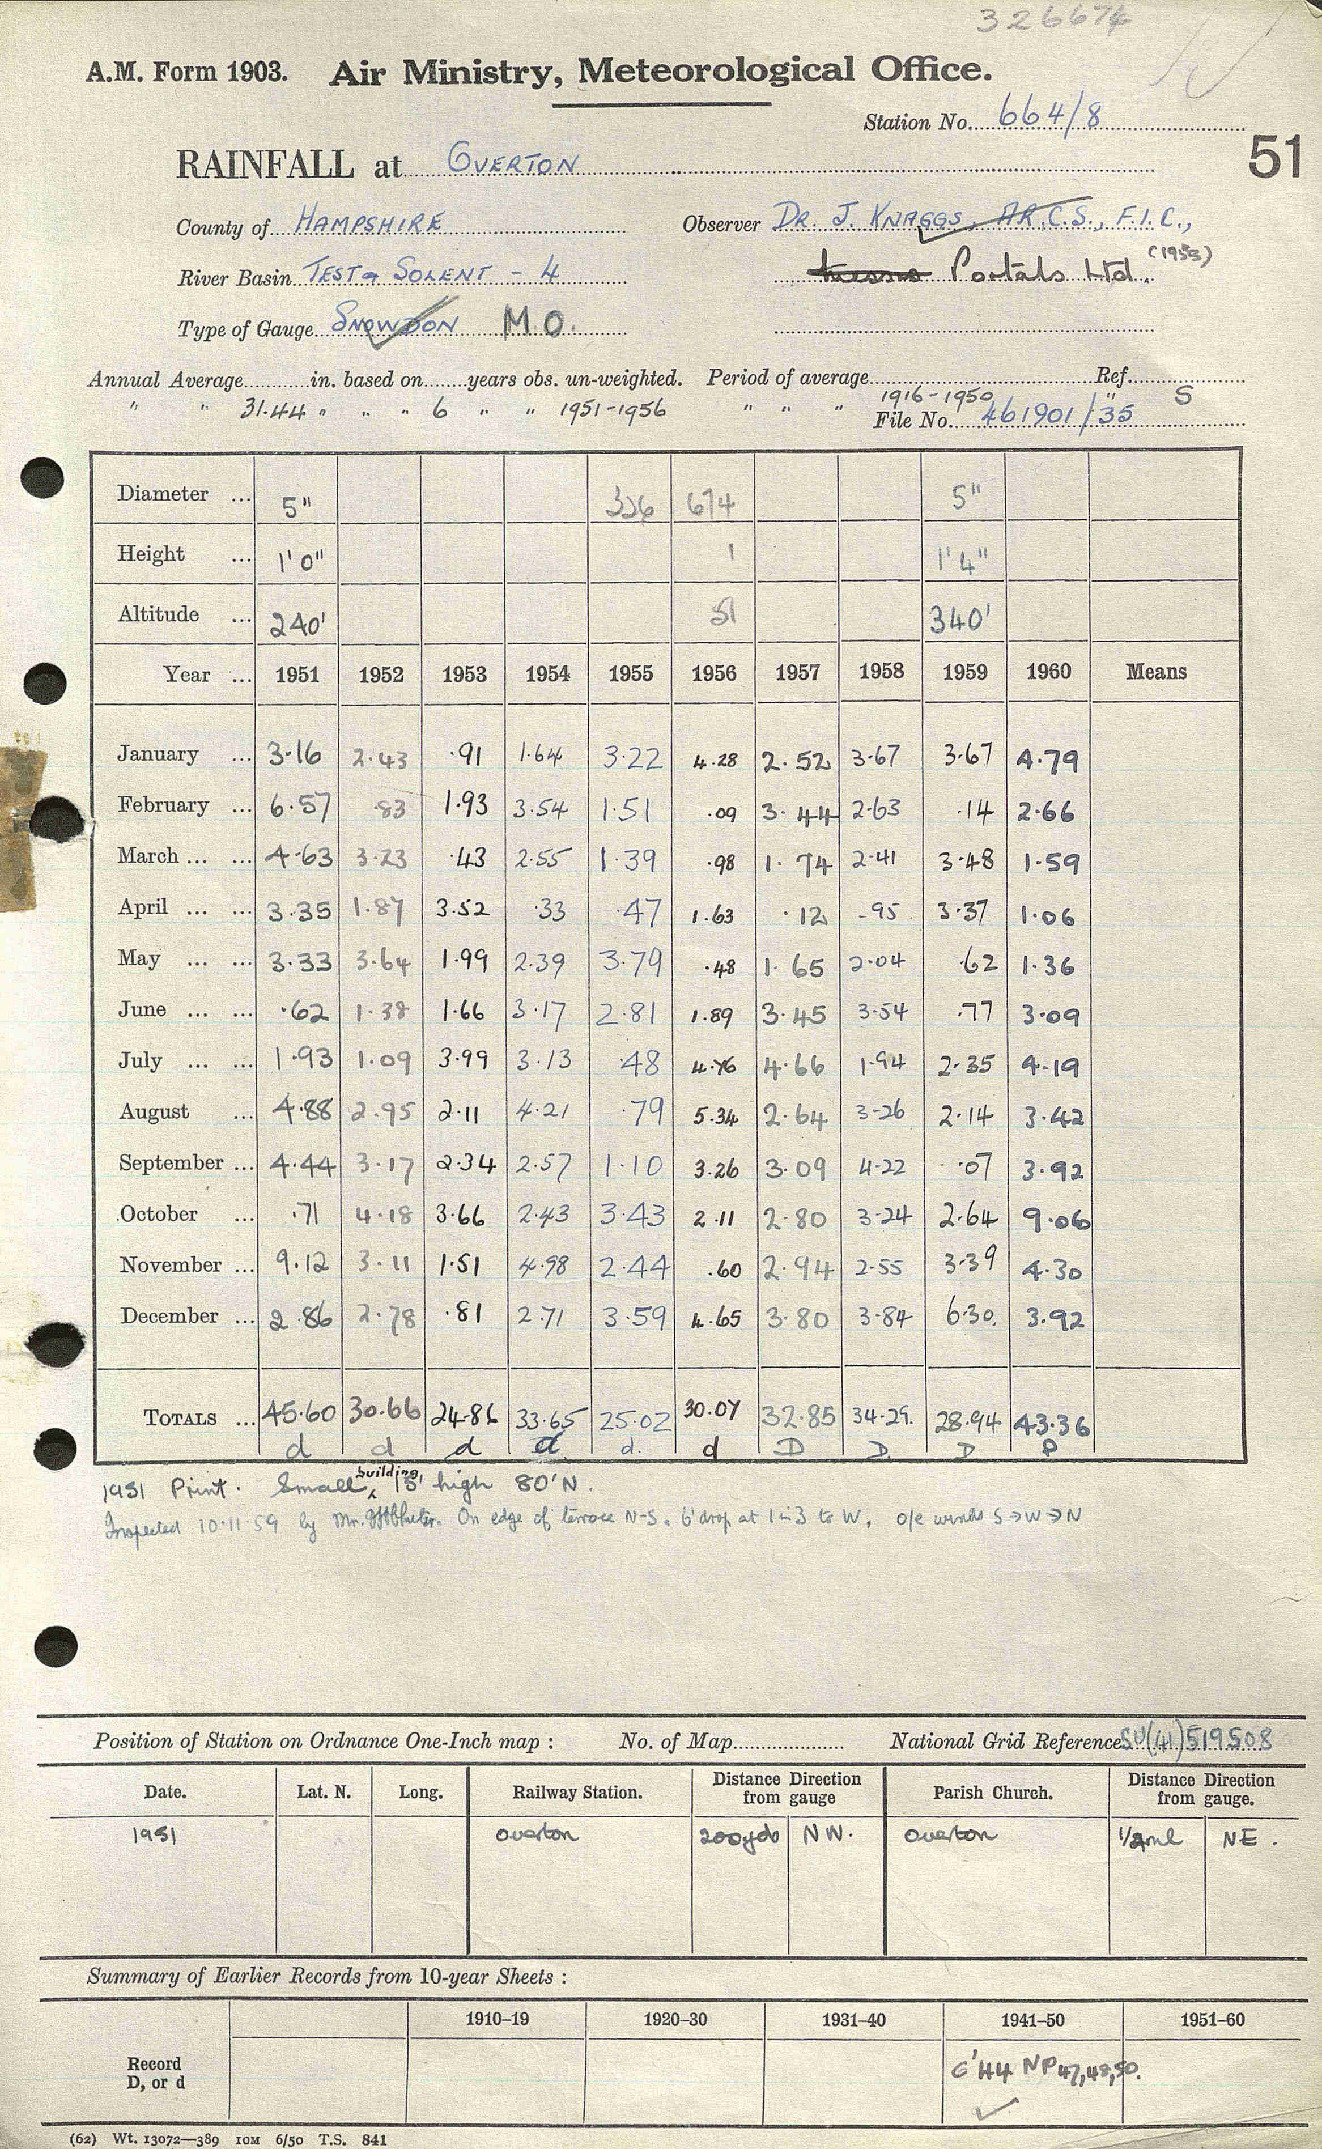 326674
A.M. Form 1903. Air Ministry, Meteorological Office.
Station No. 664/8
51
RAINFALL at OVERTON
County of HAMPSHIRE Observer DR. J. KNAGGS, A.R.C.S., F.I.C.,
River Basin TEST & SOLENT - 4 Portals Ltd. (1955)
Type of Gauge SNOWDON M.O.
Annual Average in. based on years obs. un-weighted. Period of average Ref.
" " 31.44 " " " 6 " " 1951-1956 " " " 1916-1950 " S
File No. 461901/35
Diameter ... 5" 326 674 5"
Height ... 1'0" 1 1'4"
Altitude ... 240' 51 340'
Year ... 1951 1952 1953 1954 1955 1956 1957 1958 1959 1960 Means
January ... 3.16 2.43 .91 1.64 3.22 4.28 2.52 3.67 3.67 4.79
February ... 6.57 .83 1.93 3.54 1.51 .09 3.44 2.63 .14 2.66
March ... ... 4.63 3.23 .43 2.55 1.39 .98 1.74 2.41 3.48 1.59
April ... ... 3.35 1.87 3.52 .33 .47 1.63 .12 .95 3.37 1.06
May ... ... 3.33 3.64 1.99 2.39 3.79 .48 1.65 2.04 .62 1.36
June ... ... .62 1.38 1.66 3.17 2.81 1.89 3.45 3.54 .77 3.09
July ... ... 1.93 1.09 3.99 3.13 .48 4.76 4.66 1.94 2.35 4.19
August ... 4.88 2.95 2.11 4.21 .79 5.34 2.64 3.26 2.14 3.42
September ... 4.44 3.17 2.34 2.57 1.10 3.26 3.09 4.22 .07 3.92
October ... .71 4.18 3.66 2.43 3.43 2.11 2.80 3.24 2.64 9.06
November ... 9.12 3.11 1.51 4.98 2.44 .60 2.94 2.55 3.39 4.30
December ... 2.86 2.78 .81 2.71 3.59 4.65 3.80 3.84 6.30. 3.92
TOTALS ... 45.60 30.66 24.86 33.65 25.02 30.07 32.85 34.29. 28.94 43.36
d d d d d. d D D. D P
1951 Print. Small building 15' high 80'N.
Inspected 10.11.59 by Mr. On edge of terrace N-S. 6' drop at 1 in 3 to W. o/e winds S→W→N
Position of Station on Ordnance One-Inch map : No. of Map National Grid Reference SU(41)519508
Date. Lat. N. Long. Railway Station. Distance Direction from gauge Parish Church. Distance Direction from gauge.
1951 Overton 200yds NW. Overton 1/2 mile NE.
Summary of Earlier Records from 10-year Sheets :
1910–19 1920–30 1931–40 1941–50 1951–60
Record D, or d C'44 NP 47,48,50.
(62) Wt. 13072—389 10M 6/50 T.S. 841